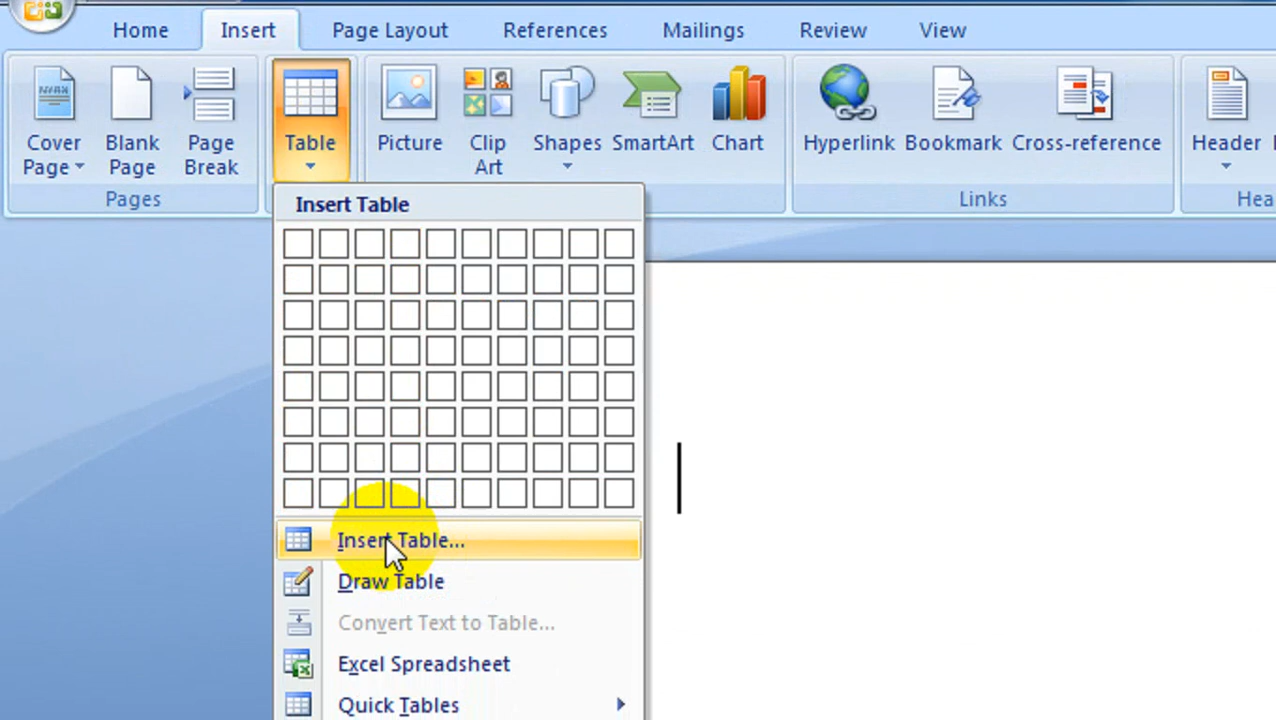 Home Insert Page Layout References Mailings Review View
Cover Page Blank Page Page Break Table Picture Clip Art Shapes SmartArt Chart Hyperlink Bookmark Cross-reference Header
Pages Links Hea
Insert Table
Insert Table...
Draw Table
Convert Text to Table...
Excel Spreadsheet
Quick Tables